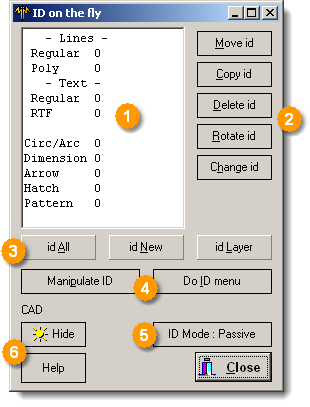 ID on the fly
- Lines -
Regular 0
Poly 0
- Text -
Regular 0
RTF 0
Circ/Arc 0
Dimension 0
Arrow 0
Hatch 0
Pattern 0
1
Move id
Copy id
Delete id
2
Rotate id
Change id
3
id All
id New
id Layer
Manipulate ID
4
Do ID menu
CAD
Hide
5
ID Mode : Passive
6
Help
Close